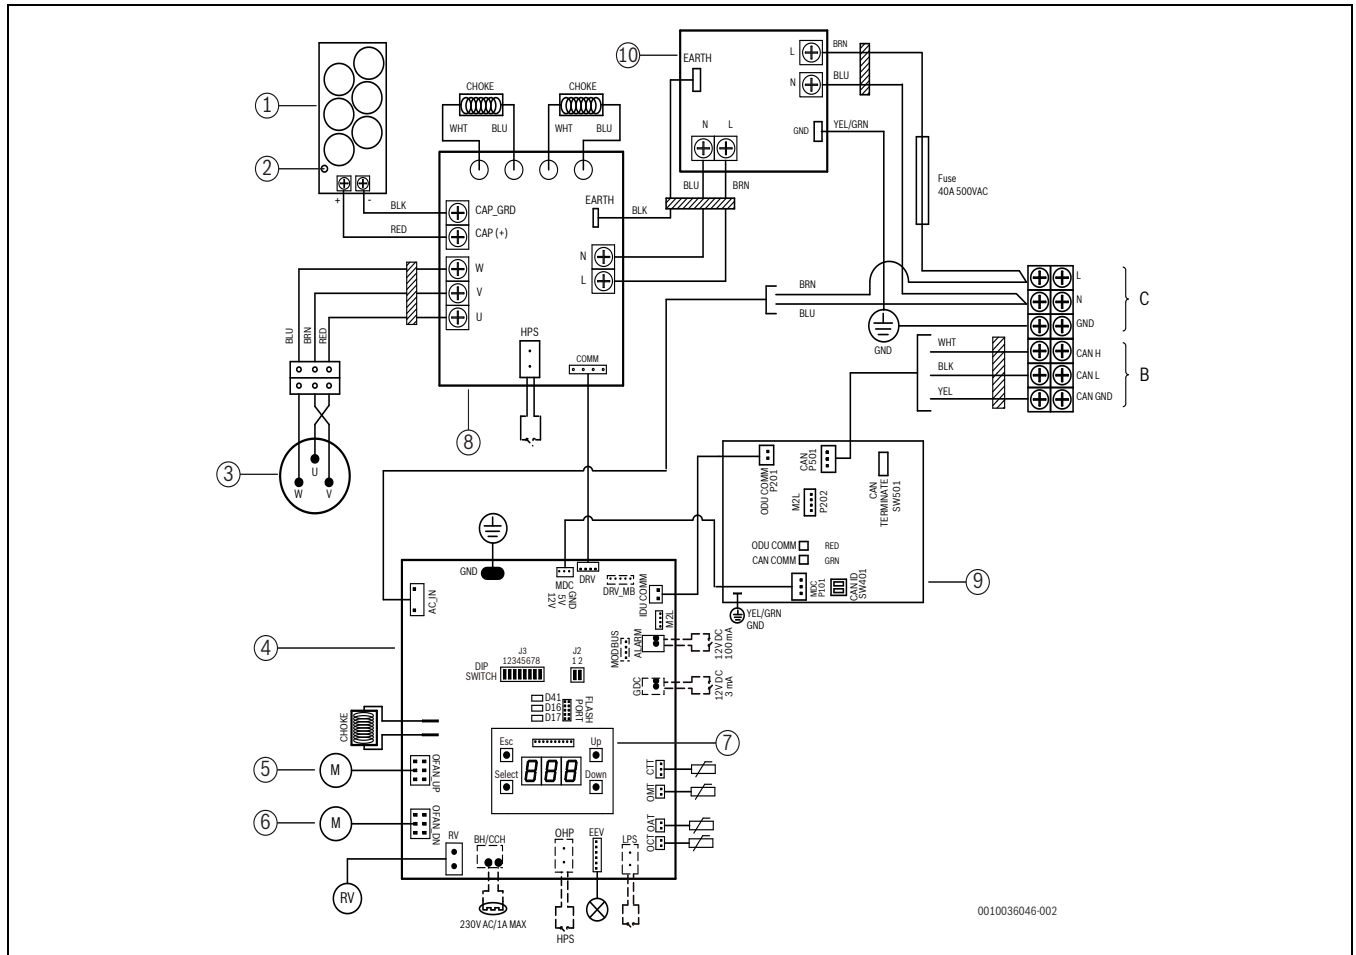 1
2
+ -
BLK
RED
BLU
BRN
RED
3
U
W V
CHOKE
WHT BLU
CHOKE
WHT BLU
CAP_GRD
CAP (+)
W
V
U
EARTH
BLK
N
L
HPS
COMM
8
10
EARTH
L
BRN
N
BLU
GND
YEL/GRN
N L
BLU
BRN
Fuse
40A 500VAC
BRN
BLU
GND
L
N
GND
C
WHT
BLK
YEL
CAN H
CAN L
CAN GND
B
ODU COMM
P201
CAN
P501
M2L
P202
CAN
TERMINATE
SW501
ODU COMM RED
CAN COMM GRN
MDC
P101
CAN ID
SW401
9
YEL/GRN
GND
4
GND
AC_IN
MDC
GND
5V
12V
DRV
DRV_MB
IDU COMM
M2L
MODBUS
ALARM
12V DC
100 mA
GDC
12V DC
3 mA
DIP
SWITCH
J3
12345678
J2
1 2
D41
D16
D17
FLASH
PORT
Esc
Up
Select
Down
888
7
CHOKE
5
M
OFAN_UP
6
M
OFAN_DN
RV
RV
BH/CCH
230V AC/1A MAX
OHP
HPS
EEV
LPS
CTT
OMT
OAT
OCT
0010036046-002